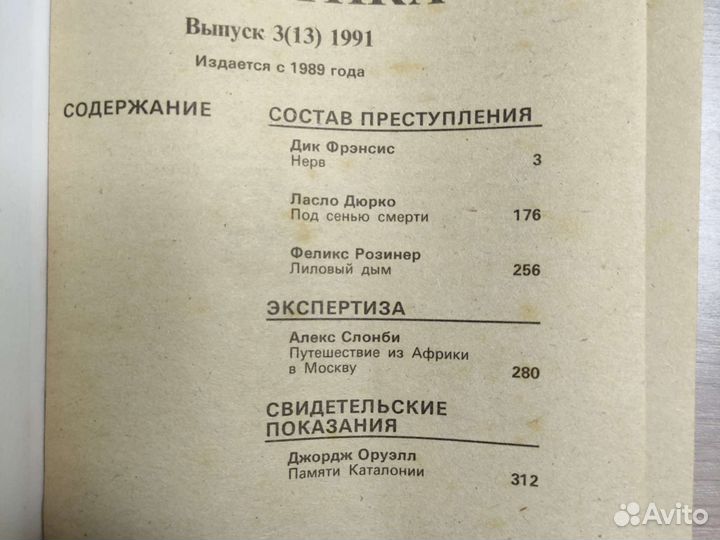 Выпуск 3(13) 1991
Издается с 1989 года
СОДЕРЖАНИЕ
СОСТАВ ПРЕСТУПЛЕНИЯ
Дик Фрэнсис
Нерв 3
Ласло Дюрко
Под сенью смерти 176
Феликс Розинер
Лиловый дым 256
ЭКСПЕРТИЗА
Алекс Слонби
Путешествие из Африки
в Москву 280
СВИДЕТЕЛЬСКИЕ
ПОКАЗАНИЯ
Джордж Оруэлл
Памяти Каталонии 312
Avito